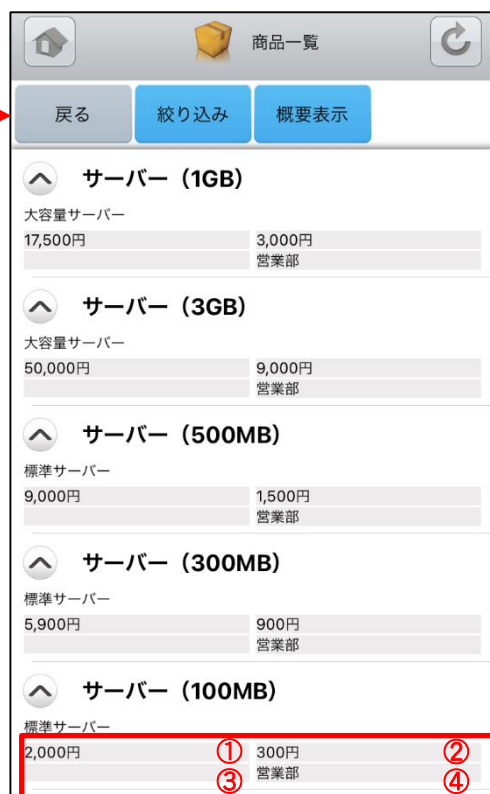 商品一覧
戻る 絞り込み 概要表示
サーバー（1GB）
大容量サーバー
17,500円 3,000円
営業部
サーバー（3GB）
大容量サーバー
50,000円 9,000円
営業部
サーバー（500MB）
標準サーバー
9,000円 1,500円
営業部
サーバー（300MB）
標準サーバー
5,900円 900円
営業部
サーバー（100MB）
標準サーバー
2,000円 ① 300円 ②
③ 営業部 ④